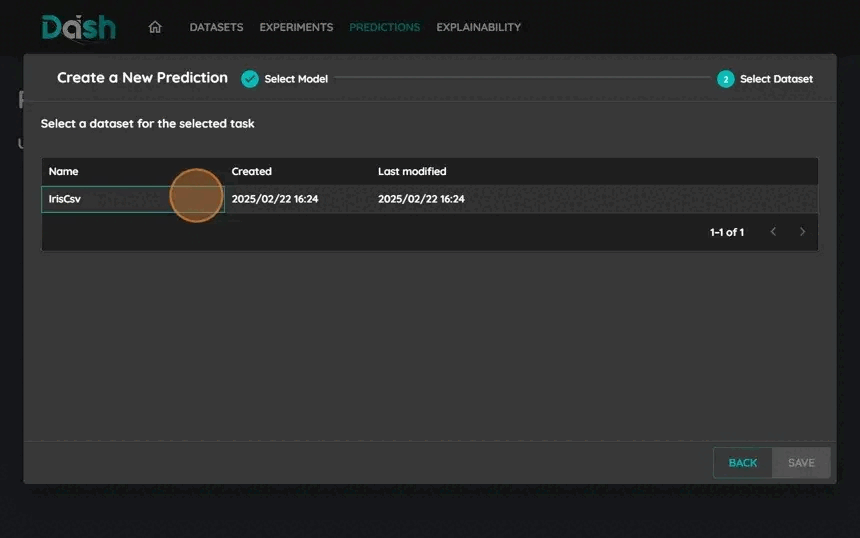 Dash DATASETS EXPERIMENTS PREDICTIONS EXPLAINABILITY
Create a New Prediction Select Model 2 Select Dataset
Select a dataset for the selected task
Name Created Last modified
IrisCsv 2025/02/22 16:24 2025/02/22 16:24
1-1 of 1
BACK SAVE